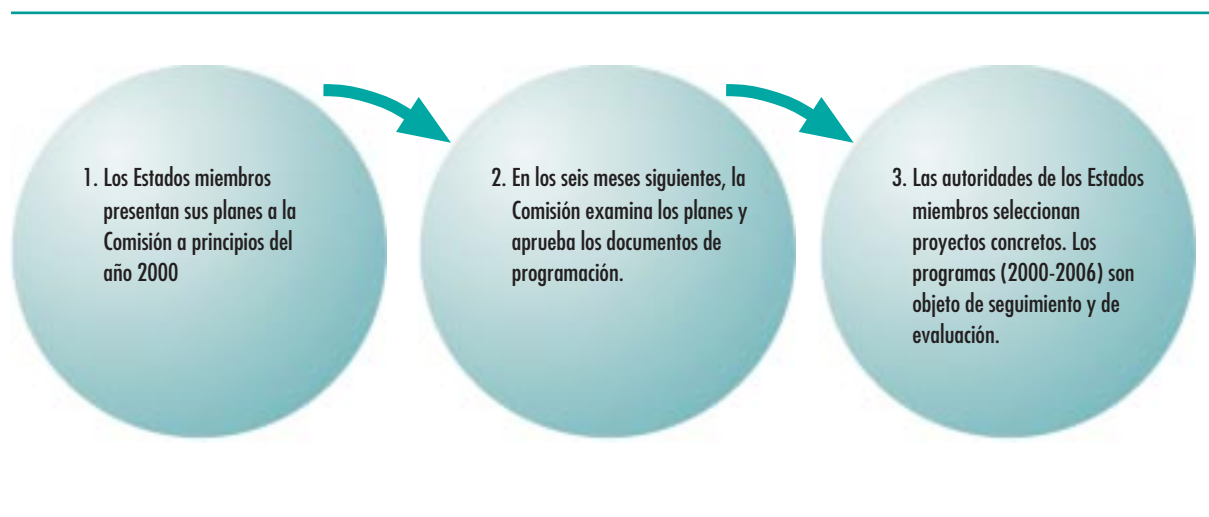 1. Los Estados miembros
presentan sus planes a la
Comisión a principios del
año 2000
2. En los seis meses siguientes, la
Comisión examina los planes y
aprueba los documentos de
programación.
3. Las autoridades de los Estados
miembros seleccionan
proyectos concretos. Los
programas (2000-2006) son
objeto de seguimiento y de
evaluación.